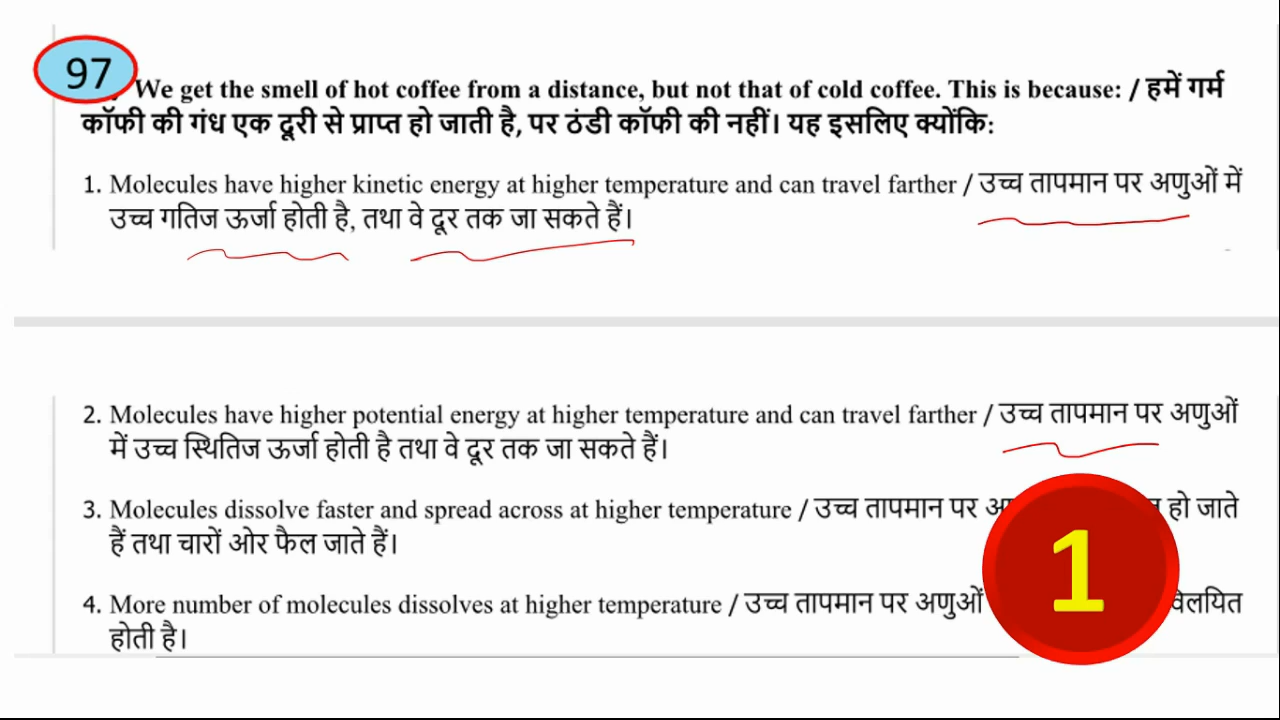 97
We get the smell of hot coffee from a distance, but not that of cold coffee. This is because: / हमें गर्म
कॉफी की गंध एक दूरी से प्राप्त हो जाती है, पर ठंडी कॉफी की नहीं। यह इसलिए क्योंकि:
1. Molecules have higher kinetic energy at higher temperature and can travel farther / उच्च तापमान पर अणुओं में
उच्च गतिज ऊर्जा होती है, तथा वे दूर तक जा सकते हैं।
2. Molecules have higher potential energy at higher temperature and can travel farther / उच्च तापमान पर अणुओं
में उच्च स्थितिज ऊर्जा होती है तथा वे दूर तक जा सकते हैं।
3. Molecules dissolve faster and spread across at higher temperature / उच्च तापमान पर हो जाते
हैं तथा चारों ओर फैल जाते हैं।
4. More number of molecules dissolves at higher temperature / उच्च तापमान पर अणुओं विलयित
होती है।
1